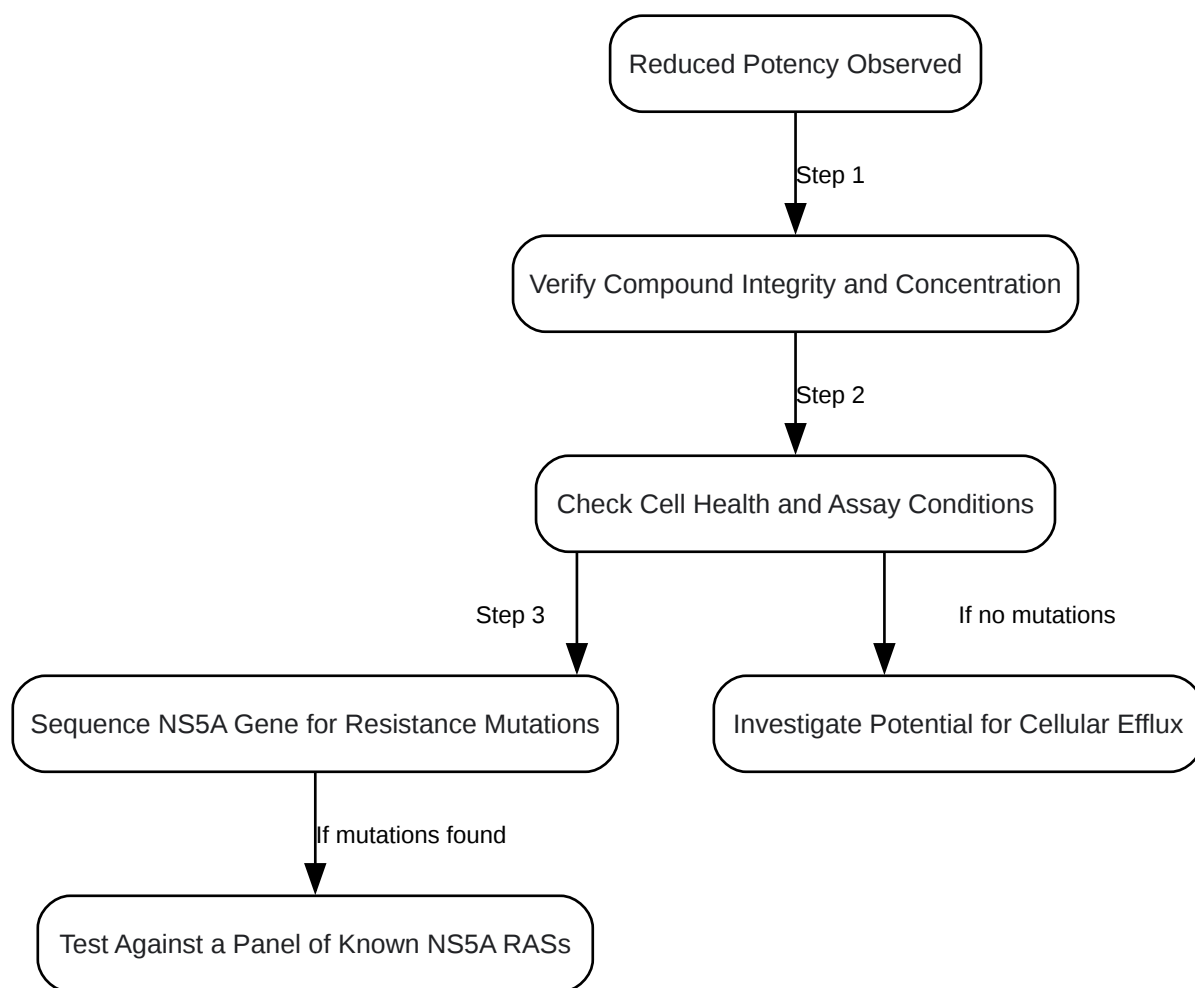 Reduced Potency Observed
Step 1
Verify Compound Integrity and Concentration
Step 2
Check Cell Health and Assay Conditions
Step 3
If no mutations
Sequence NS5A Gene for Resistance Mutations
Investigate Potential for Cellular Efflux
If mutations found
Test Against a Panel of Known NS5A RASs